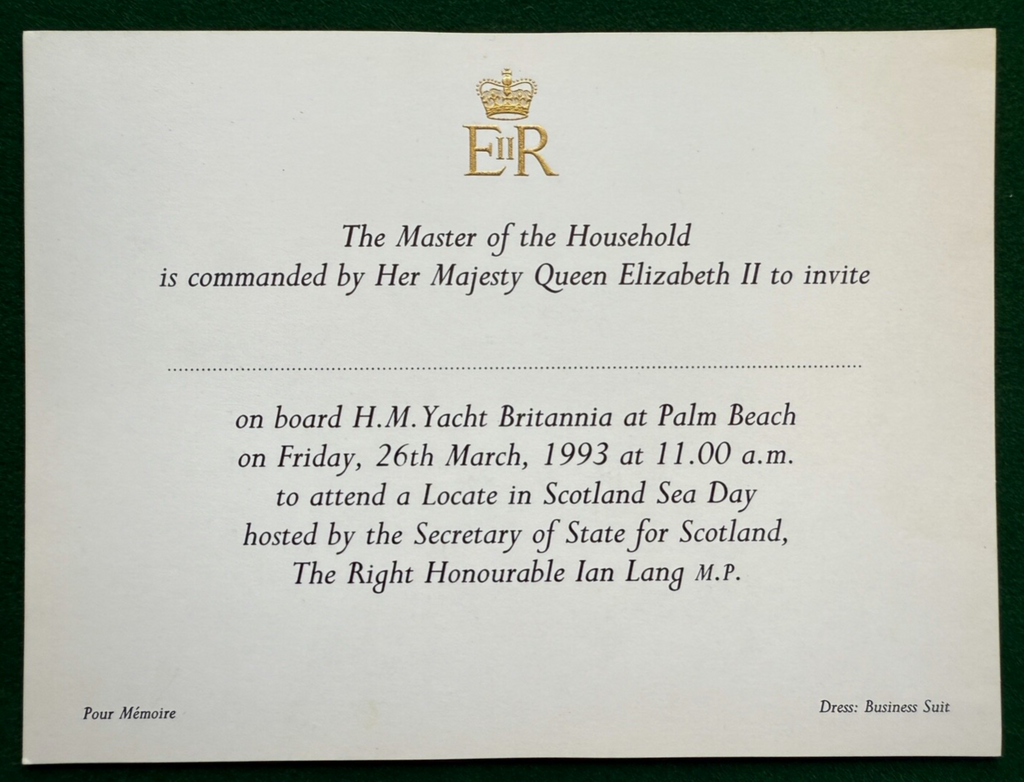 EIIR
The Master of the Household
is commanded by Her Majesty Queen Elizabeth II to invite
on board H.M. Yacht Britannia at Palm Beach
on Friday, 26th March, 1993 at 11.00 a.m.
to attend a Locate in Scotland Sea Day
hosted by the Secretary of State for Scotland,
The Right Honourable Ian Lang M.P.
Pour Mémoire
Dress: Business Suit